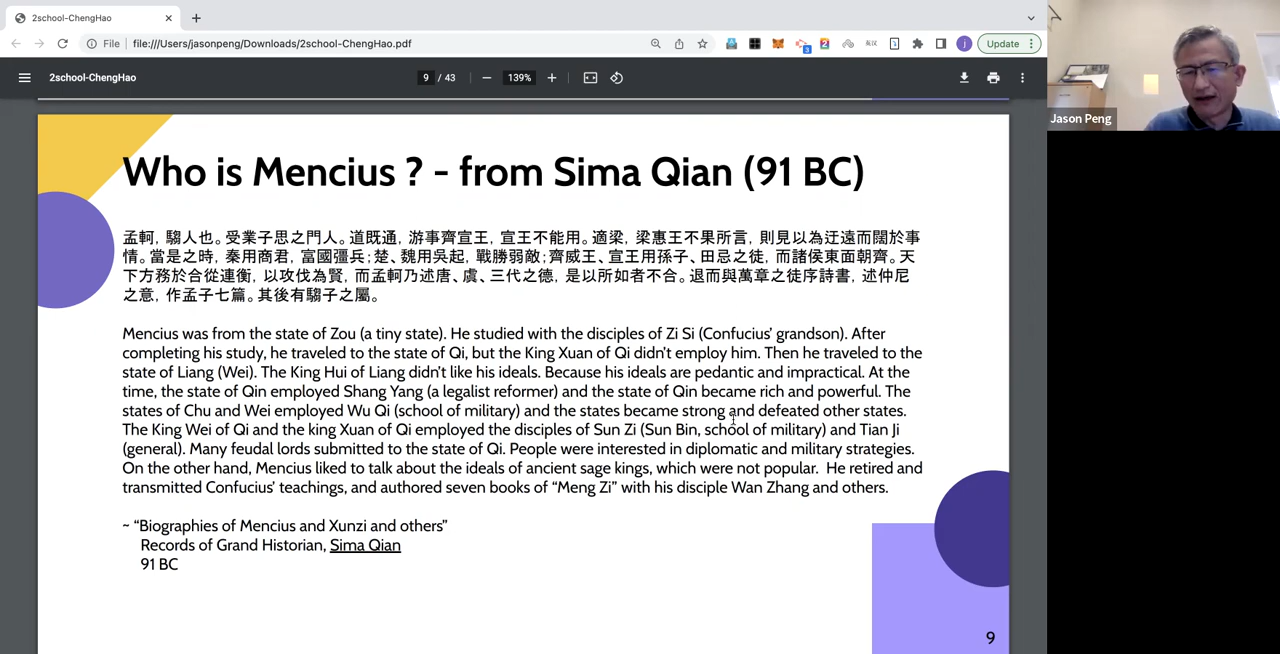 2school-ChengHao
File
file:///Users/jasonpeng/Downloads/2school-ChengHao.pdf
Update
2school-ChengHao
9 / 43
139%
Jason Peng
Who is Mencius ? - from Sima Qian (91 BC)
孟軻，騶人也。受業子思之門人。道既通，游事齊宣王，宣王不能用。適梁，梁惠王不果所言，則見以為迂遠而闊於事
情。當是之時，秦用商君，富國彊兵；楚、魏用吳起，戰勝弱敵；齊威王、宣王用孫子、田忌之徒，而諸侯東面朝齊。天
下方務於合從連衡，以攻伐為賢，而孟軻乃述唐、虞、三代之德，是以所如者不合。退而與萬章之徒序詩書，述仲尼
之意，作孟子七篇。其後有騶子之屬。
Mencius was from the state of Zou (a tiny state). He studied with the disciples of Zi Si (Confucius' grandson). After
completing his study, he traveled to the state of Qi, but the King Xuan of Qi didn't employ him. Then he traveled to the
state of Liang (Wei). The King Hui of Liang didn't like his ideals. Because his ideals are pedantic and impractical. At the
time, the state of Qin employed Shang Yang (a legalist reformer) and the state of Qin became rich and powerful. The
states of Chu and Wei employed Wu Qi (school of military) and the states became strong and defeated other states.
The King Wei of Qi and the king Xuan of Qi employed the disciples of Sun Zi (Sun Bin, school of military) and Tian Ji
(general). Many feudal lords submitted to the state of Qi. People were interested in diplomatic and military strategies.
On the other hand, Mencius liked to talk about the ideals of ancient sage kings, which were not popular. He retired and
transmitted Confucius' teachings, and authored seven books of “Meng Zi” with his disciple Wan Zhang and others.
~ “Biographies of Mencius and Xunzi and others”
Records of Grand Historian, Sima Qian
91 BC
9